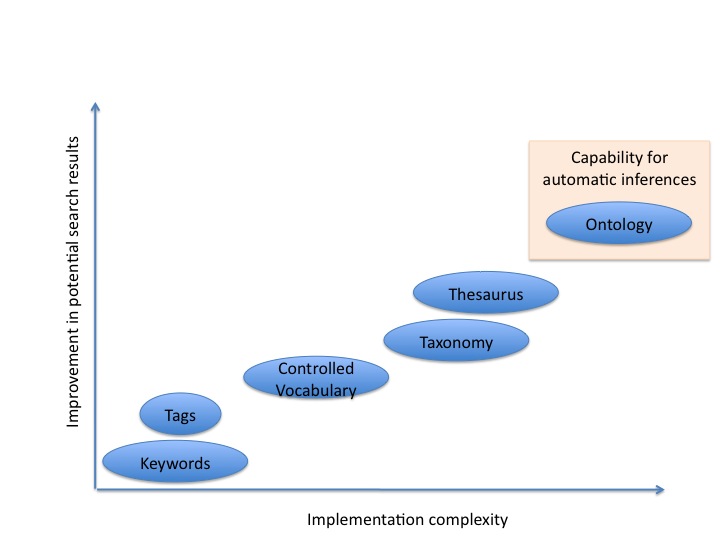 Improvement in potential search results
Capability for
automatic inferences
Ontology
Thesaurus
Taxonomy
Controlled
Vocabulary
Tags
Keywords
Implementation complexity